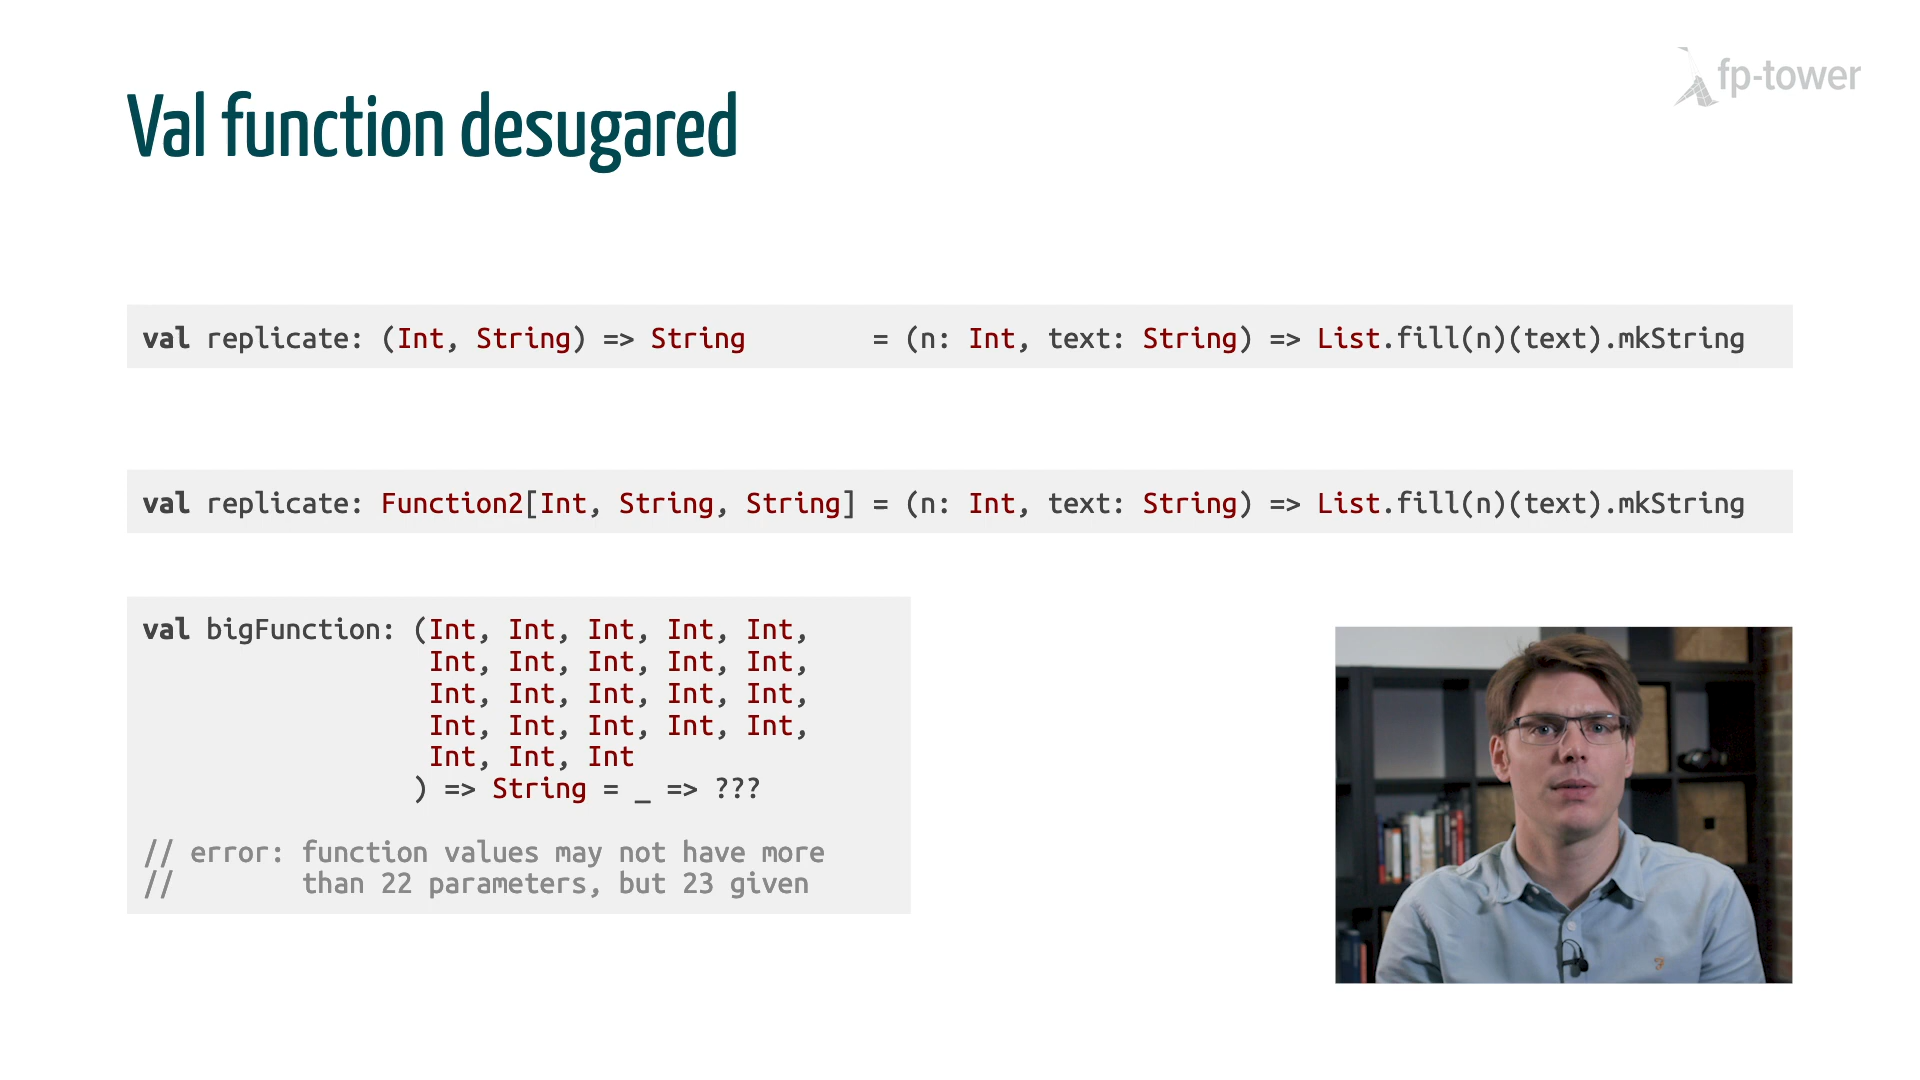 fp-tower
Val function desugared
val replicate: (Int, String) => String        = (n: Int, text: String) => List.fill(n)(text).mkString
val replicate: Function2[Int, String, String] = (n: Int, text: String) => List.fill(n)(text).mkString
val bigFunction: (Int, Int, Int, Int, Int,
                  Int, Int, Int, Int, Int,
                  Int, Int, Int, Int, Int,
                  Int, Int, Int, Int, Int,
                  Int, Int, Int
                 ) => String = _ => ???
// error: function values may not have more
//        than 22 parameters, but 23 given